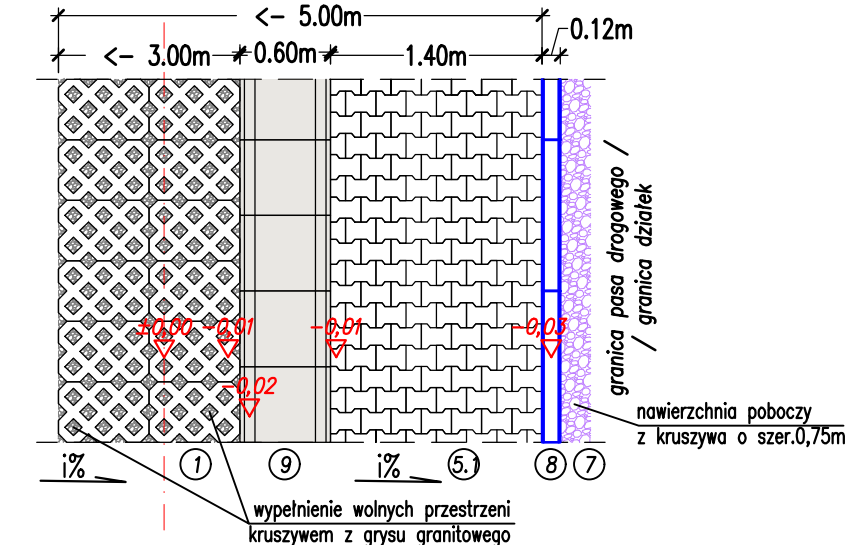 <- 5.00m
0.12m
<- 3.00m
0.60m
1.40m
granica pasa drogowego /
/ granica działek
±0,00
-0,01
-0,01
-0,03
-0,02
nawierzchnia poboczy
z kruszywa o szer.0,75m
i%
1
9
i%
5.1
8
7
wypełnienie wolnych przestrzeni
kruszywem z grysu granitowego